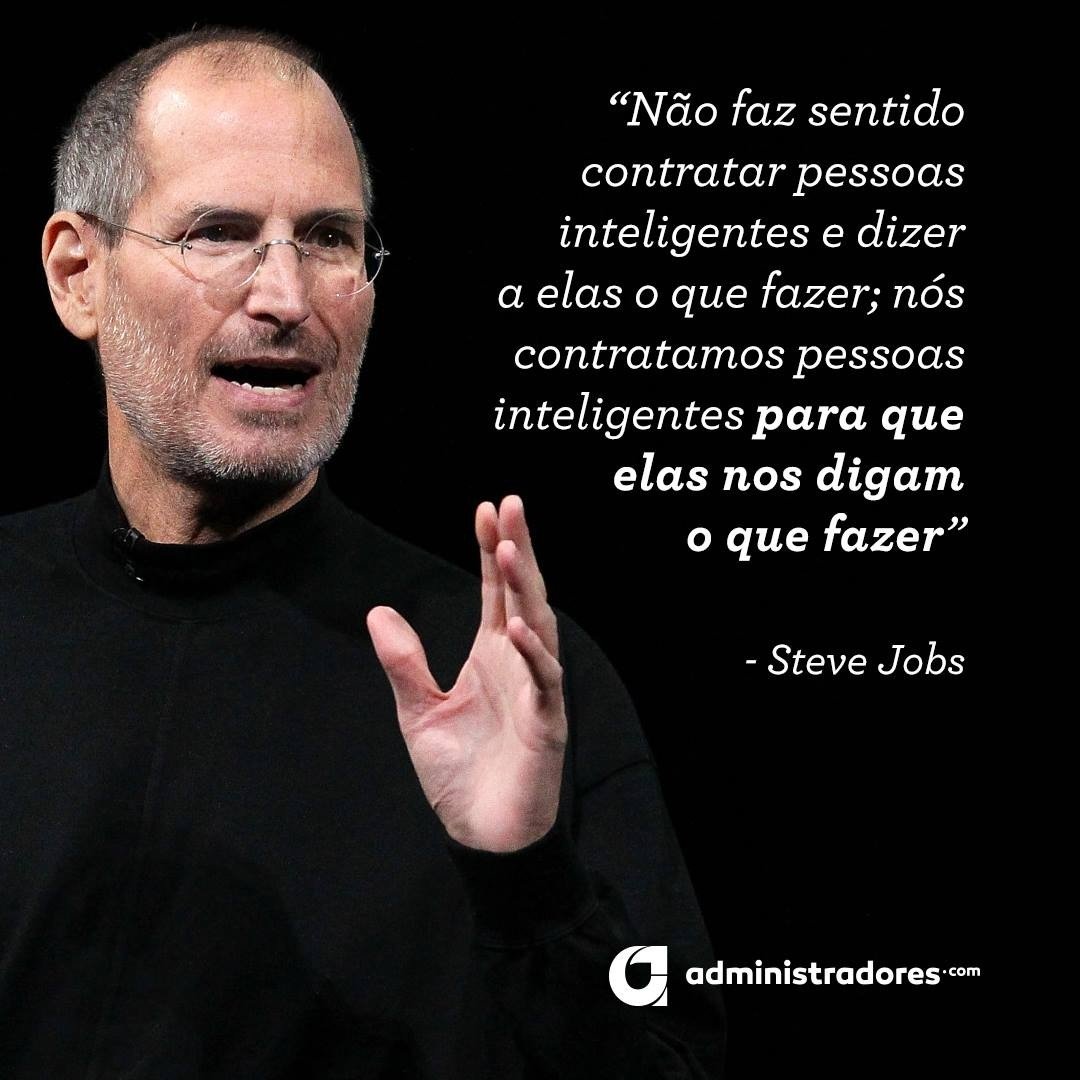 “Não faz sentido
contratar pessoas
inteligentes e dizer
a elas o que fazer; nós
contratamos pessoas
inteligentes para que
elas nos digam
o que fazer”
- Steve Jobs
administradores.com